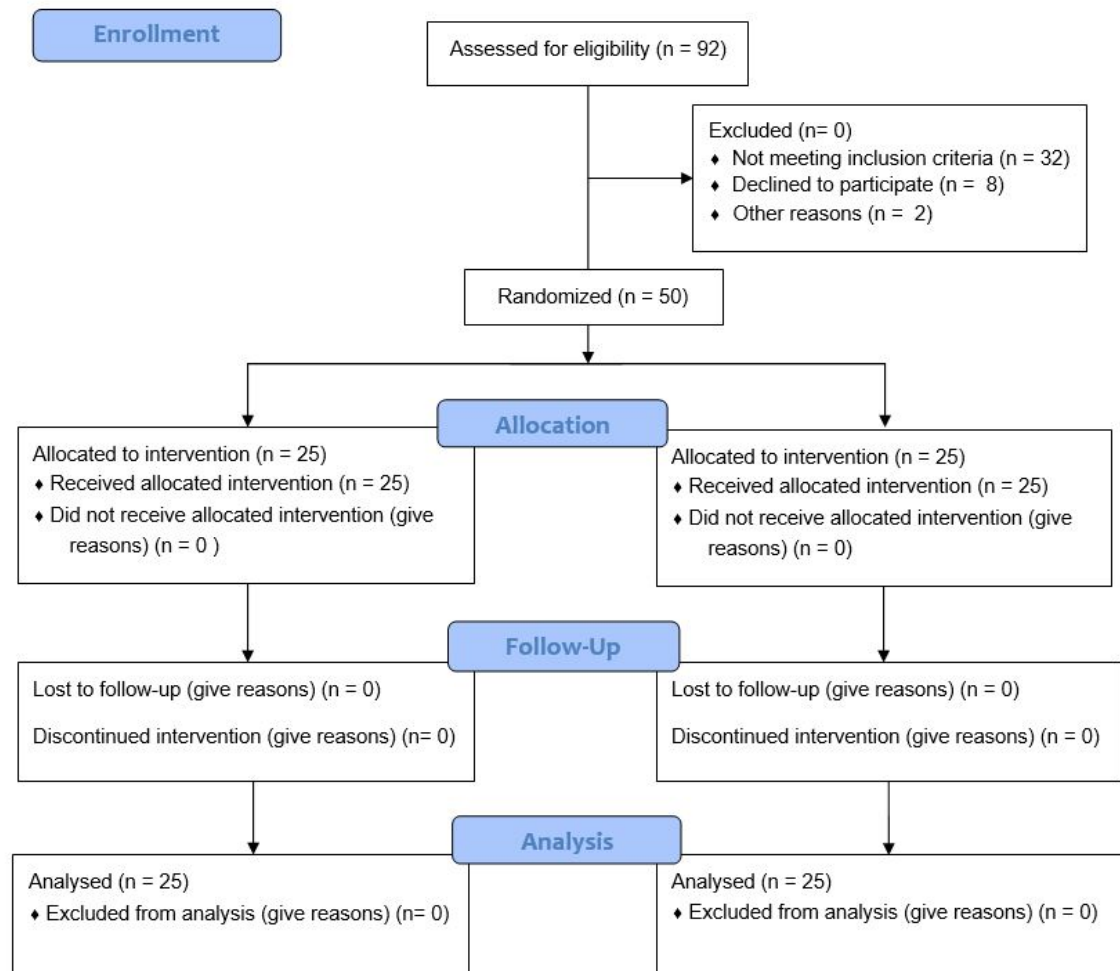 Enrollment
Assessed for eligibility (n = 92)
Excluded (n= 0)
♦ Not meeting inclusion criteria (n = 32)
♦ Declined to participate (n = 8)
♦ Other reasons (n = 2)
Randomized (n = 50)
Allocation
Allocated to intervention (n = 25)
♦ Received allocated intervention (n = 25)
♦ Did not receive allocated intervention (give
reasons) (n = 0 )
Allocated to intervention (n = 25)
♦ Received allocated intervention (n = 25)
♦ Did not receive allocated intervention (give
reasons) (n = 0)
Follow-Up
Lost to follow-up (give reasons) (n = 0)
Discontinued intervention (give reasons) (n= 0)
Lost to follow-up (give reasons) (n = 0)
Discontinued intervention (give reasons) (n = 0)
Analysis
Analysed (n = 25)
♦ Excluded from analysis (give reasons) (n= 0)
Analysed (n = 25)
♦ Excluded from analysis (give reasons) (n = 0)